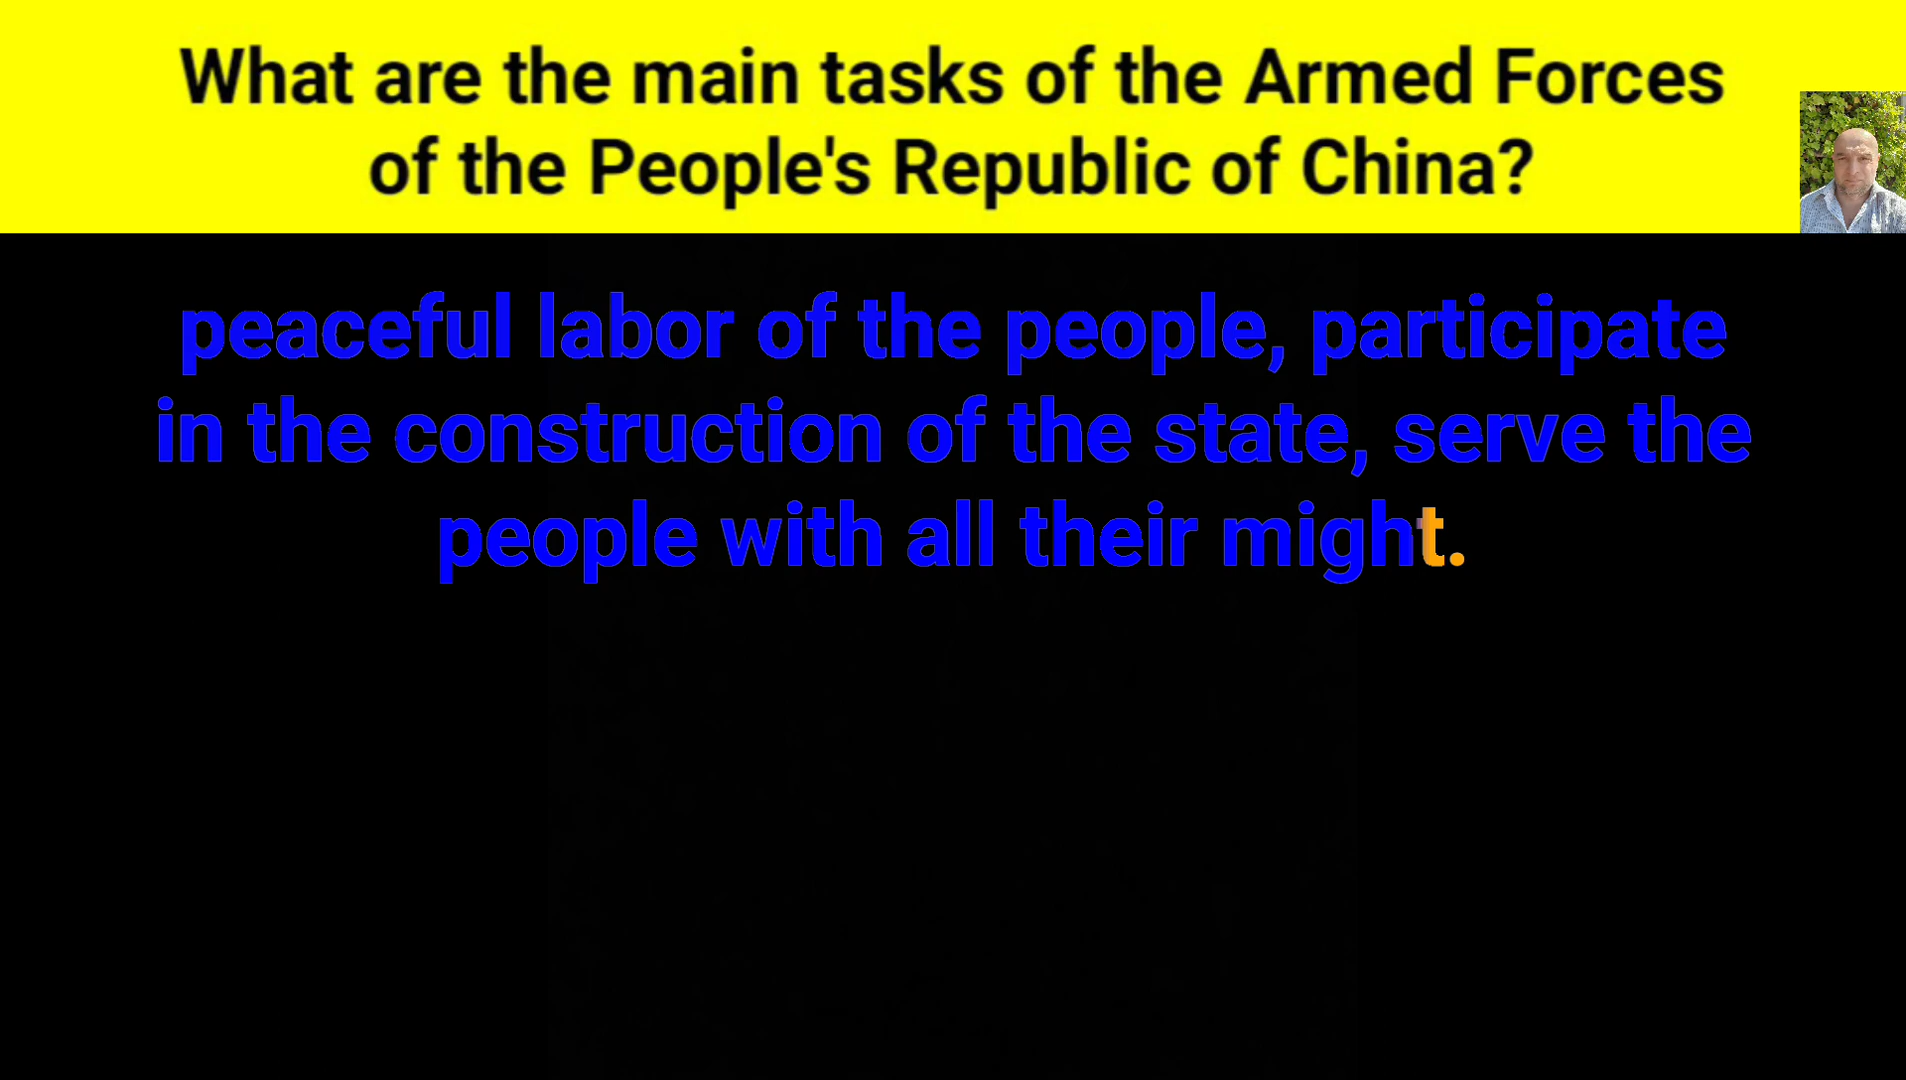 What are the main tasks of the Armed Forces
of the People's Republic of China?
peaceful labor of the people, participate
in the construction of the state, serve the
people with all their might.